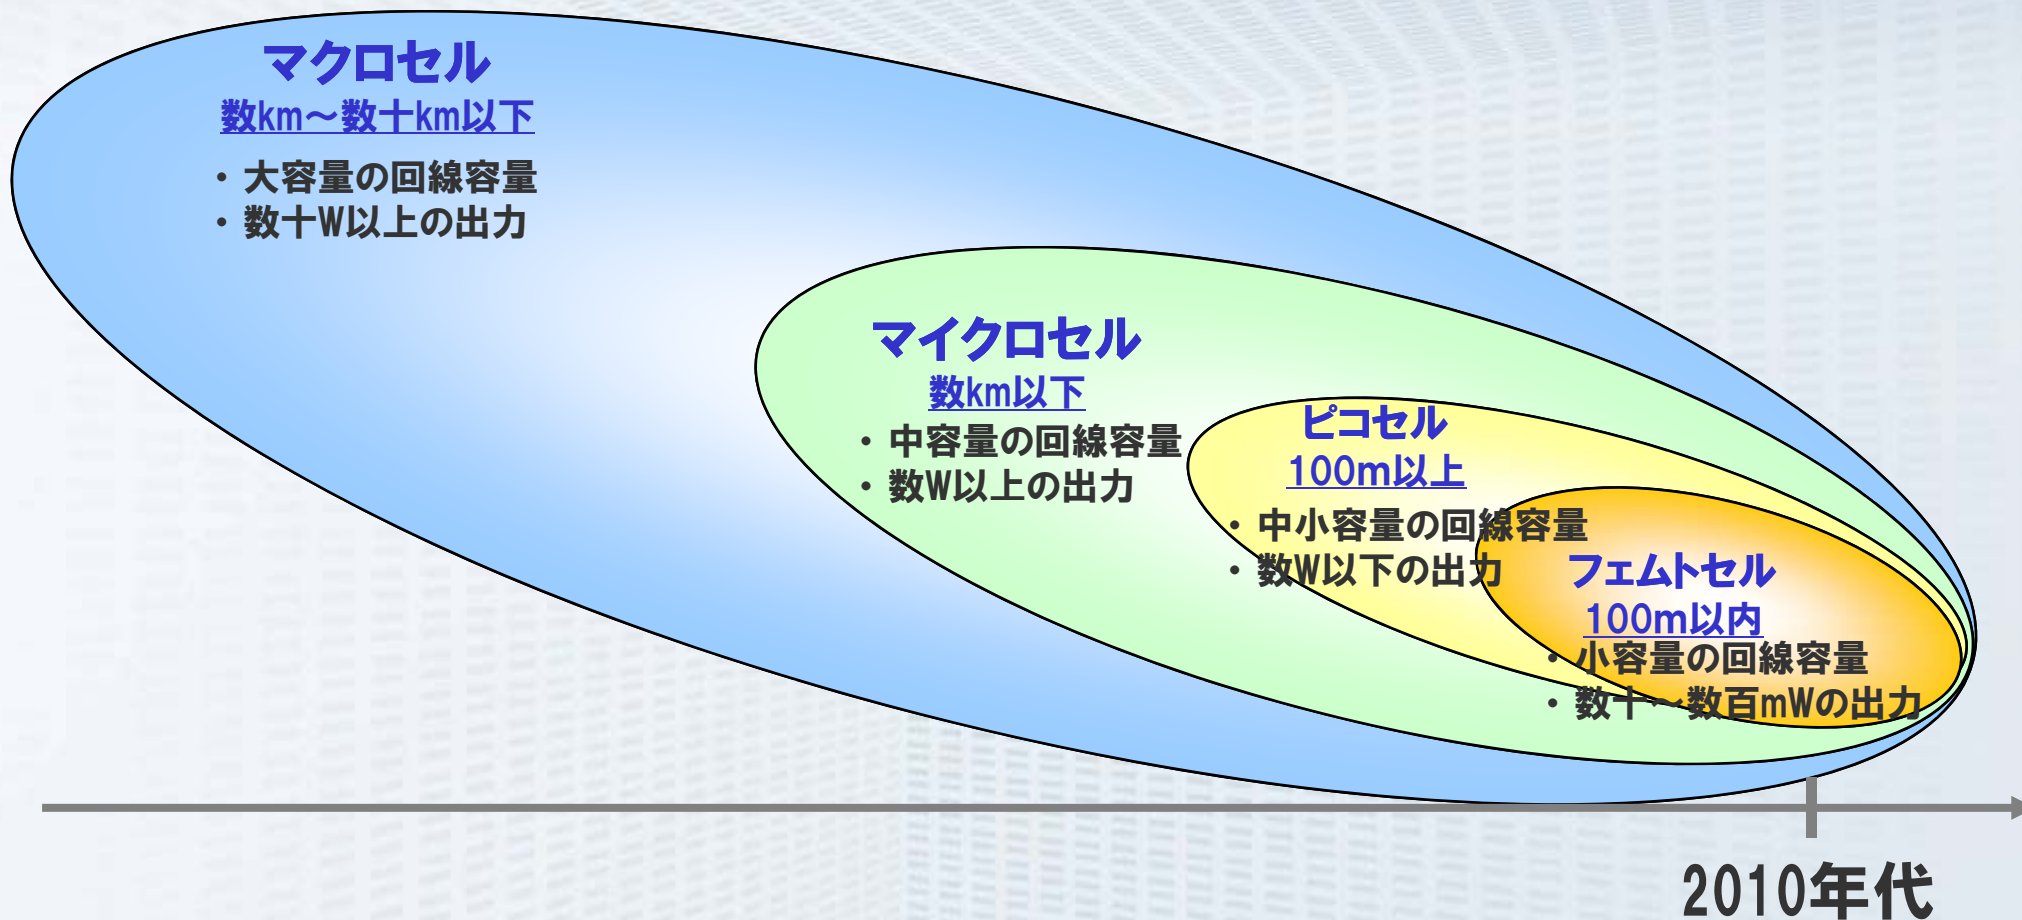 マクロセル
数km～数十km以下
・大容量の回線容量
・数十W以上の出力
マイクロセル
数km以下
・中容量の回線容量
・数W以上の出力
ピコセル
100m以上
・中小容量の回線容量
・数W以下の出力
フェムトセル
100m以内
・小容量の回線容量
・数十～数百mWの出力
2010年代